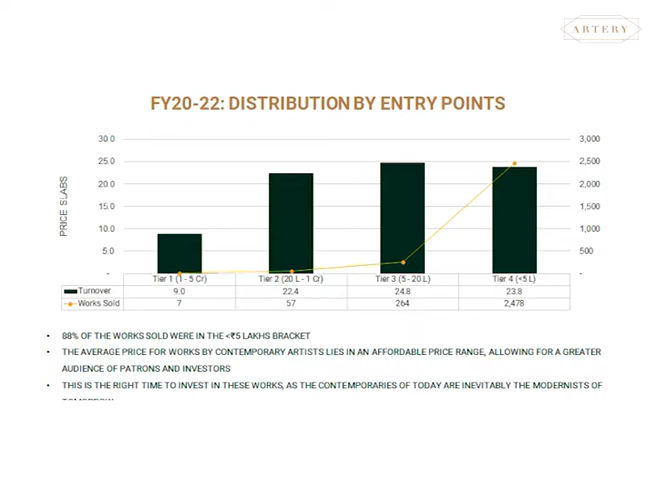 ARTERY
FY20-22: DISTRIBUTION BY ENTRY POINTS
30.0 3,000
25.0 2,500
20.0 2,000
15.0 1,500
10.0 1,000
5.0 500
- -
PRICE SLABS
Tier 1 (1 - 5 Cr) Tier 2 (20 L - 1 Cr) Tier 3 (5 - 20 L) Tier 4 (<5 L)
Turnover 9.0 22.4 24.8 23.8
Works Sold 7 57 264 2,478
• 88% OF THE WORKS SOLD WERE IN THE <₹5 LAKHS BRACKET
• THE AVERAGE PRICE FOR WORKS BY CONTEMPORARY ARTISTS LIES IN AN AFFORDABLE PRICE RANGE, ALLOWING FOR A GREATER
AUDIENCE OF PATRONS AND INVESTORS
• THIS IS THE RIGHT TIME TO INVEST IN THESE WORKS, AS THE CONTEMPORARIES OF TODAY ARE INEVITABLY THE MODERNISTS OF